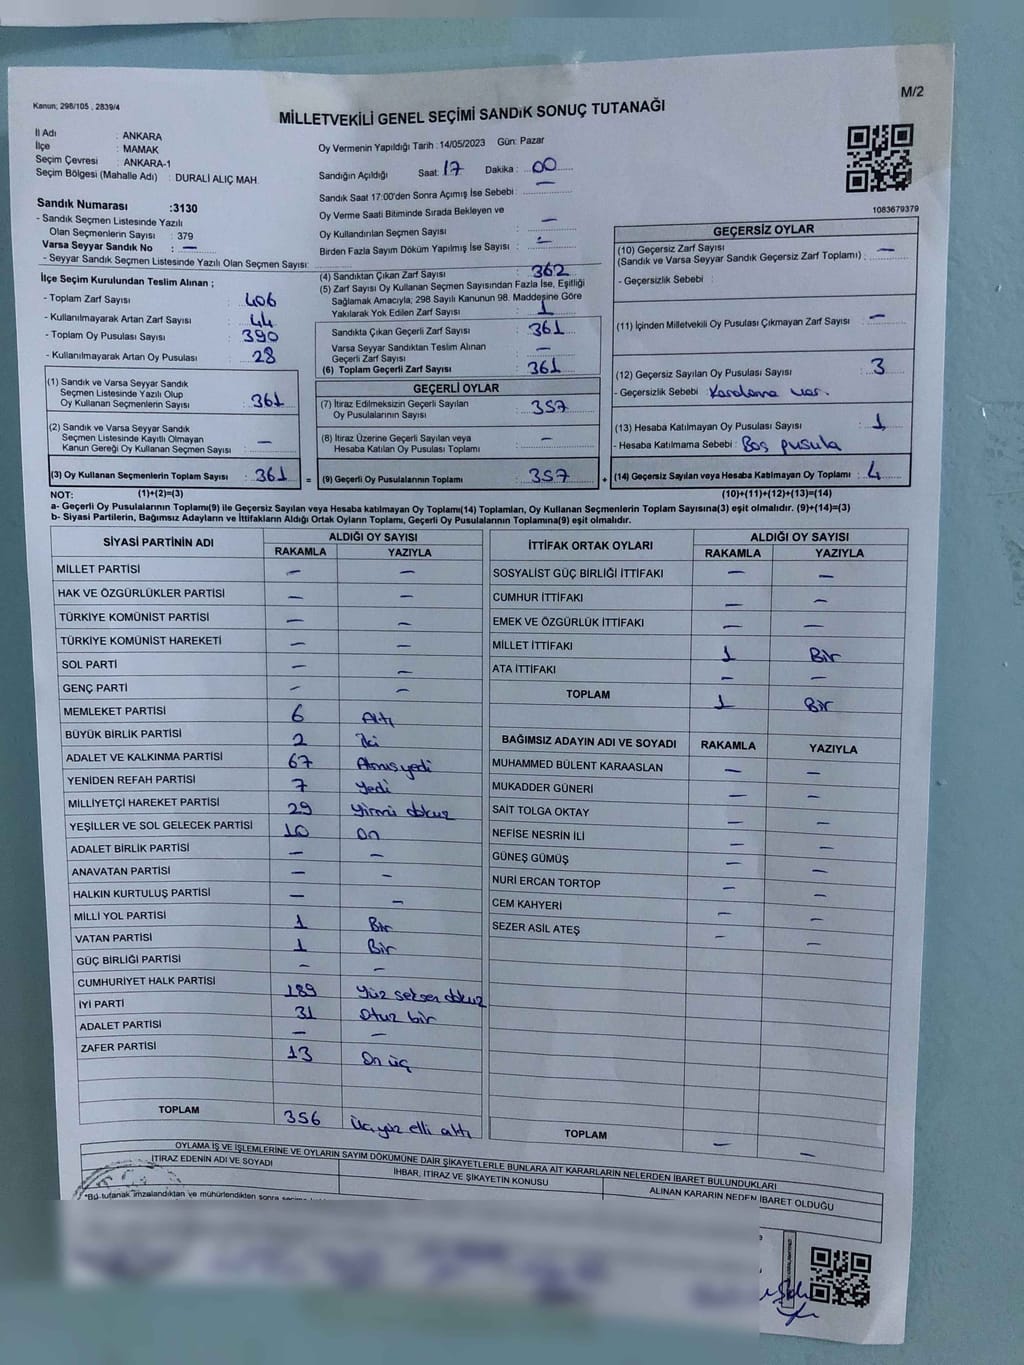 Kanun; 298/105 , 2839/4
M/2
MİLLETVEKİLİ GENEL SEÇİMİ SANDIK SONUÇ TUTANAĞI
İl Adı : ANKARA
İlçe : MAMAK
Seçim Çevresi : ANKARA-1
Seçim Bölgesi (Mahalle Adı) : DURALİ ALIÇ MAH.
Sandık Numarası :3130
- Sandık Seçmen Listesinde Yazılı
Olan Seçmenlerin Sayısı : 379
Varsa Seyyar Sandık No : —
- Seyyar Sandık Seçmen Listesinde Yazılı Olan Seçmen Sayısı:
Oy Vermenin Yapıldığı Tarih : 14/05/2023 Gün: Pazar
Sandığın Açıldığı Saat: 17 Dakika : 00
Sandık Saat 17:00'den Sonra Açımış İse Sebebi : —
Oy Verme Saati Bitiminde Sırada Bekleyen ve
Oy Kullandırılan Seçmen Sayısı : —
Birden Fazla Sayım Döküm Yapılmış İse Sayısı : —
1083679379
İlçe Seçim Kurulundan Teslim Alınan ;
- Toplam Zarf Sayısı : 406
- Kullanılmayarak Artan Zarf Sayısı : 44
- Toplam Oy Pusulası Sayısı : 390
- Kullanılmayarak Artan Oy Pusulası : 28
(4) Sandıktan Çıkan Zarf Sayısı : 362
(5) Zarf Sayısı Oy Kullanan Seçmen Sayısından Fazla İse, Eşitliği
Sağlamak Amacıyla; 298 Sayılı Kanunun 98. Maddesine Göre
Yakılarak Yok Edilen Zarf Sayısı : 1
Sandıkta Çıkan Geçerli Zarf Sayısı : 361
Varsa Seyyar Sandıktan Teslim Alınan
Geçerli Zarf Sayısı : —
(6) Toplam Geçerli Zarf Sayısı : 361
GEÇERSİZ OYLAR
(10) Geçersiz Zarf Sayısı
(Sandık ve Varsa Seyyar Sandık Geçersiz Zarf Toplamı) : —
- Geçersizlik Sebebi :
(11) İçinden Milletvekili Oy Pusulası Çıkmayan Zarf Sayısı : —
(12) Geçersiz Sayılan Oy Pusulası Sayısı : 3
- Geçersizlik Sebebi : Karalama var.
(13) Hesaba Katılmayan Oy Pusulası Sayısı : 1
- Hesaba Katılmama Sebebi : Boş pusula
(14) Geçersiz Sayılan veya Hesaba Katılmayan Oy Toplamı : 4
(10)+(11)+(12)+(13)=(14)
(1) Sandık ve Varsa Seyyar Sandık
Seçmen Listesinde Yazılı Olup
Oy Kullanan Seçmenlerin Sayısı : 361
(2) Sandık ve Varsa Seyyar Sandık
Seçmen Listesinde Kayıtlı Olmayan
Kanun Gereği Oy Kullanan Seçmen Sayısı : —
(3) Oy Kullanan Seçmenlerin Toplam Sayısı : 361 =
GEÇERLİ OYLAR
(7) İtiraz Edilmeksizin Geçerli Sayılan
Oy Pusulalarının Sayısı : 357
(8) İtiraz Üzerine Geçerli Sayılan veya
Hesaba Katılan Oy Pusulası Toplamı : —
(9) Geçerli Oy Pusulalarının Toplamı : 357 +
NOT: (1)+(2)=(3)
a- Geçerli Oy Pusulalarının Toplamı(9) ile Geçersiz Sayılan veya Hesaba katılmayan Oy Toplamı(14) Toplamları, Oy Kullanan Seçmenlerin Toplam Sayısına(3) eşit olmalıdır. (9)+(14)=(3)
b- Siyasi Partilerin, Bağımsız Adayların ve İttifakların Aldığı Ortak Oyların Toplamı, Geçerli Oy Pusulalarının Toplamına(9) eşit olmalıdır.
SİYASİ PARTİNİN ADI ALDIĞI OY SAYISI
RAKAMLA YAZIYLA
MİLLET PARTİSİ — —
HAK VE ÖZGÜRLÜKLER PARTİSİ — —
TÜRKİYE KOMÜNİST PARTİSİ — —
TÜRKİYE KOMÜNİST HAREKETİ — —
SOL PARTİ — —
GENÇ PARTİ — —
MEMLEKET PARTİSİ 6 Altı
BÜYÜK BİRLİK PARTİSİ 2 İki
ADALET VE KALKINMA PARTİSİ 67 Atmış yedi
YENİDEN REFAH PARTİSİ 7 Yedi
MİLLİYETÇİ HAREKET PARTİSİ 29 Yirmi dokuz
YEŞİLLER VE SOL GELECEK PARTİSİ 10 On
ADALET BİRLİK PARTİSİ — —
ANAVATAN PARTİSİ — —
HALKIN KURTULUŞ PARTİSİ — —
MİLLİ YOL PARTİSİ 1 Bir
VATAN PARTİSİ 1 Bir
GÜÇ BİRLİĞİ PARTİSİ — —
CUMHURİYET HALK PARTİSİ 189 Yüz seksen dokuz
İYİ PARTİ 31 Otuz bir
ADALET PARTİSİ — —
ZAFER PARTİSİ 13 On üç
TOPLAM 356 Üçyüz elli altı
İTTİFAK ORTAK OYLARI ALDIĞI OY SAYISI
RAKAMLA YAZIYLA
SOSYALİST GÜÇ BİRLİĞİ İTTİFAKI — —
CUMHUR İTTİFAKI — —
EMEK VE ÖZGÜRLÜK İTTİFAKI — —
MİLLET İTTİFAKI 1 Bir
ATA İTTİFAKI — —
TOPLAM 1 Bir
BAĞIMSIZ ADAYIN ADI VE SOYADI RAKAMLA YAZIYLA
MUHAMMED BÜLENT KARAASLAN — —
MUKADDER GÜNERİ — —
SAİT TOLGA OKTAY — —
NEFİSE NESRİN İLİ — —
GÜNEŞ GÜMÜŞ — —
NURİ ERCAN TORTOP — —
CEM KAHYERİ — —
SEZER ASİL ATEŞ — —
TOPLAM — —
OYLAMA İŞ VE İŞLEMLERİNE VE OYLARIN SAYIM DÖKÜMÜNE DAİR ŞİKAYETLERLE BUNLARA AİT KARARLARIN NELERDEN İBARET BULUNDUKLARI
İTİRAZ EDENİN ADI VE SOYADI İHBAR, İTİRAZ VE ŞİKAYETİN KONUSU ALINAN KARARIN NEDEN İBARET OLDUĞU
*Bu tutanak imzalandıktan ve mühürlendikten sonra